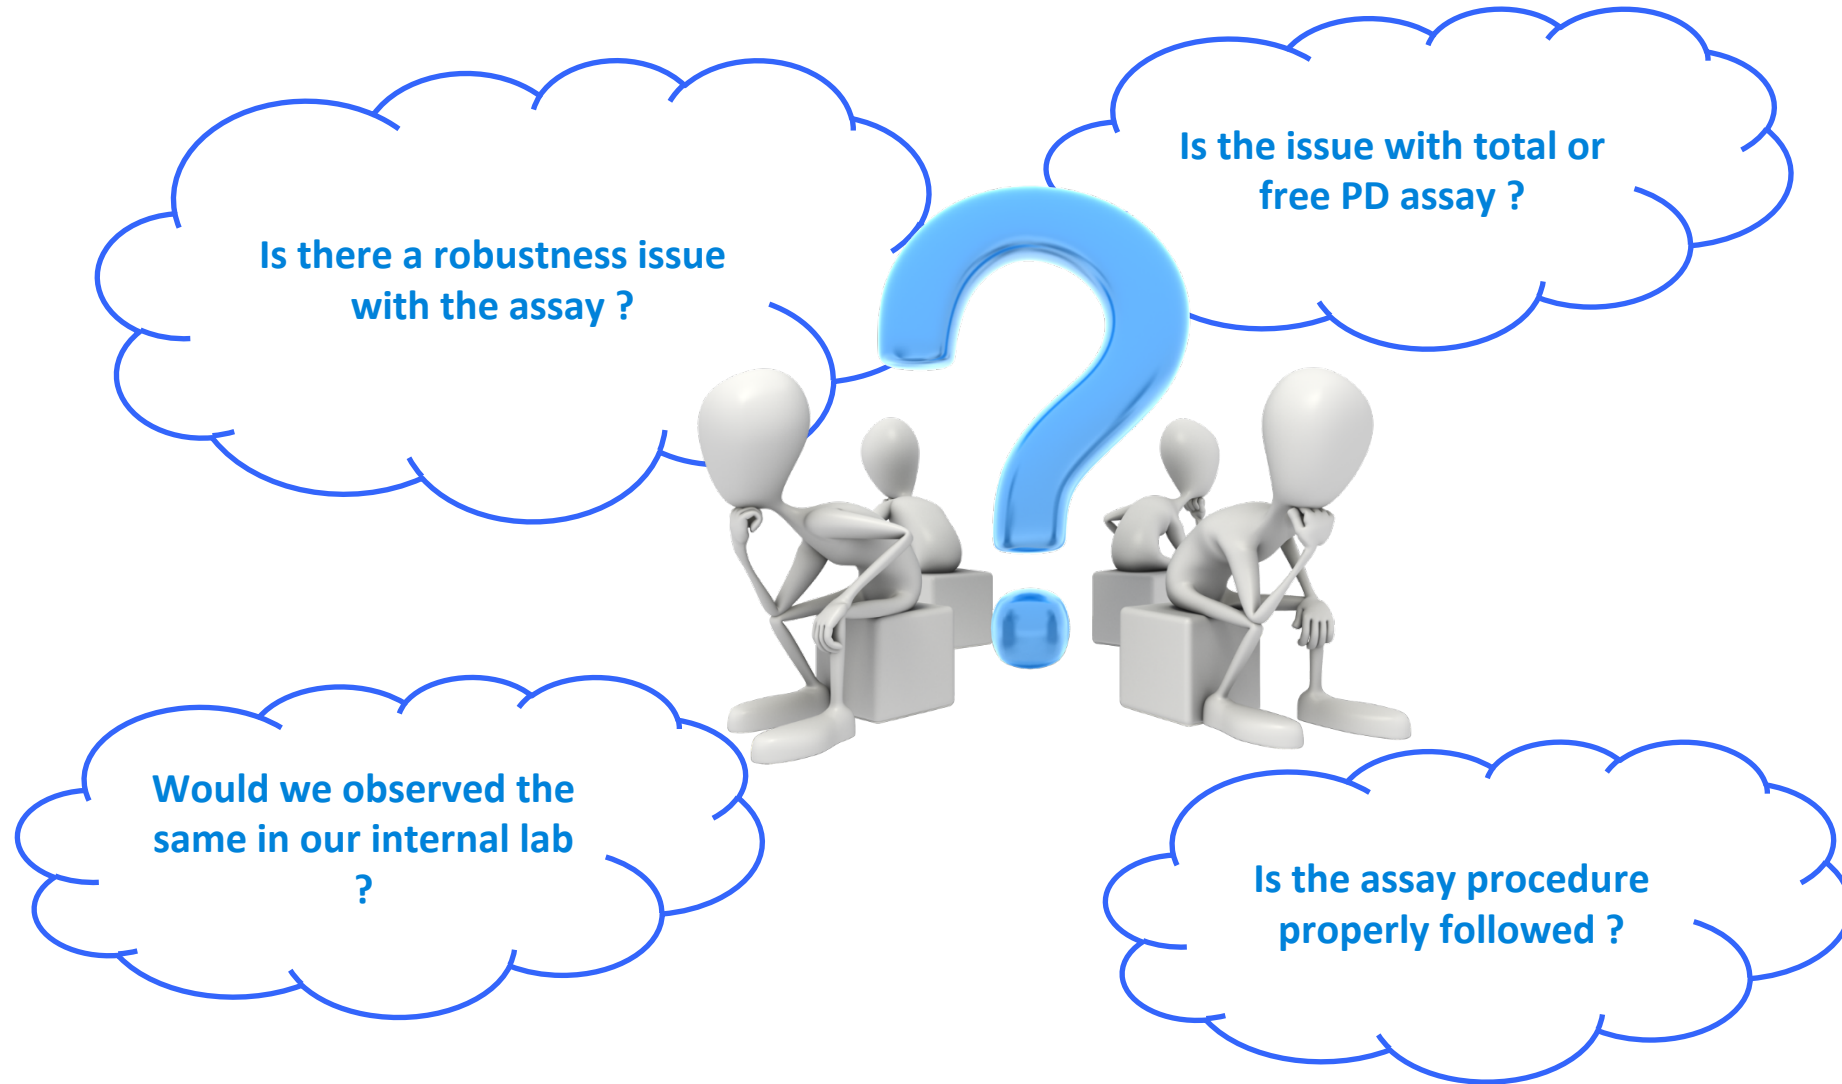 Is there a robustness issue
with the assay ?
Is the issue with total or
free PD assay ?
Would we observed the
same in our internal lab
?
Is the assay procedure
properly followed ?